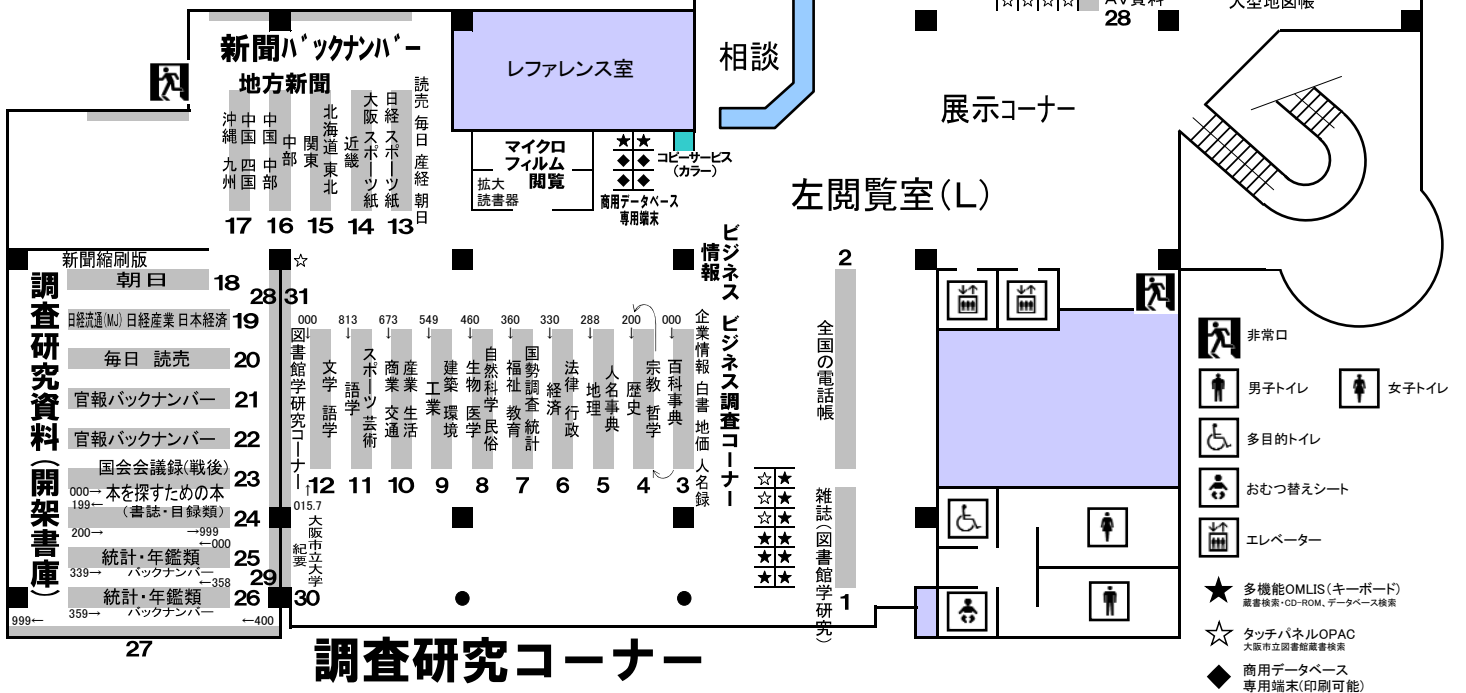 AV資料
28
大型地図帳
新聞バックナンバー
地方新聞
レファレンス室
相談
展示コーナー
左閲覧室(L)
沖縄 九州
中国 四国
中国 中部
中部
関東
北海道 東北
近畿
大阪 スポーツ紙
日経 スポーツ紙
読売 毎日 産経 朝日
17
16
15
14
13
マイクロ
フィルム
閲覧
拡大
読書器
コピーサービス
(カラー)
商用データベース
専用端末
新聞縮刷版
調査研究資料(開架書庫)
朝日
18
日経流通(MJ) 日経産業 日本経済
19
毎日 読売
20
官報バックナンバー
21
官報バックナンバー
22
国会会議録(戦後)
23
000→
199←
本を探すための本
(書誌・目録類)
24
200→
→999
←000
統計・年鑑類
25
339→
バックナンバー
←358
統計・年鑑類
26
359→
バックナンバー
999←
←400
27
28
31
29
30
図書館学研究コーナー
↑
015.7
大阪市立大学
紀要
000
813
673
549
460
360
330
288
200
000
文学 語学
語学
スポーツ 芸術
商業 交通
産業 生活
工業
建築 環境
生物 医学
自然科学 民俗
福祉 教育
国勢調査 統計
経済
法律 行政
地理
人名事典
歴史
宗教 哲学
百科事典
12
11
10
9
8
7
6
5
4
3
企業情報 白書 地価 人名録
ビジネス情報
ビジネス調査コーナー
2
全国の電話帳
雑誌(図書館学研究)
1
調査研究コーナー
非常口
男子トイレ
女子トイレ
多目的トイレ
おむつ替えシート
エレベーター
多機能OMLIS(キーボード)
蔵書検索・CD-ROM、データベース検索
タッチパネルOPAC
大阪市立図書館蔵書検索
商用データベース
専用端末(印刷可能)